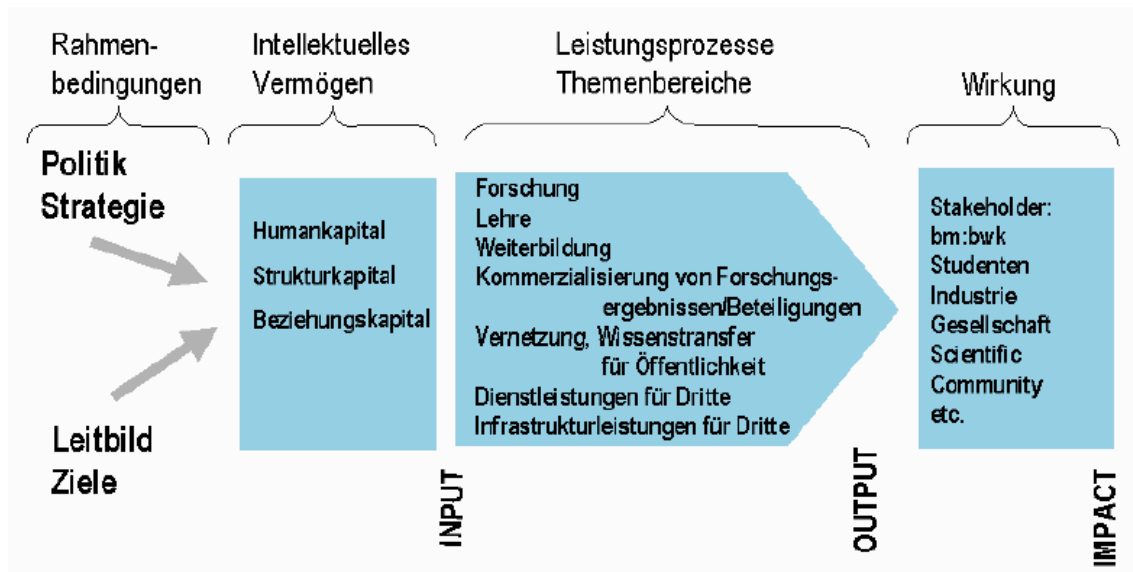 Rahmen-
bedingungen
Intellektuelles
Vermögen
Leistungsprozesse
Themenbereiche
Wirkung
Politik
Strategie
Leitbild
Ziele
Humankapital
Strukturkapital
Beziehungskapital
INPUT
Forschung
Lehre
Weiterbildung
Kommerzialisierung von Forschungs-
ergebnissen/Beteiligungen
Vernetzung, Wissenstransfer
für Öffentlichkeit
Dienstleistungen für Dritte
Infrastrukturleistungen für Dritte
OUTPUT
Stakeholder:
bm:bwk
Studenten
Industrie
Gesellschaft
Scientific
Community
etc.
IMPACT